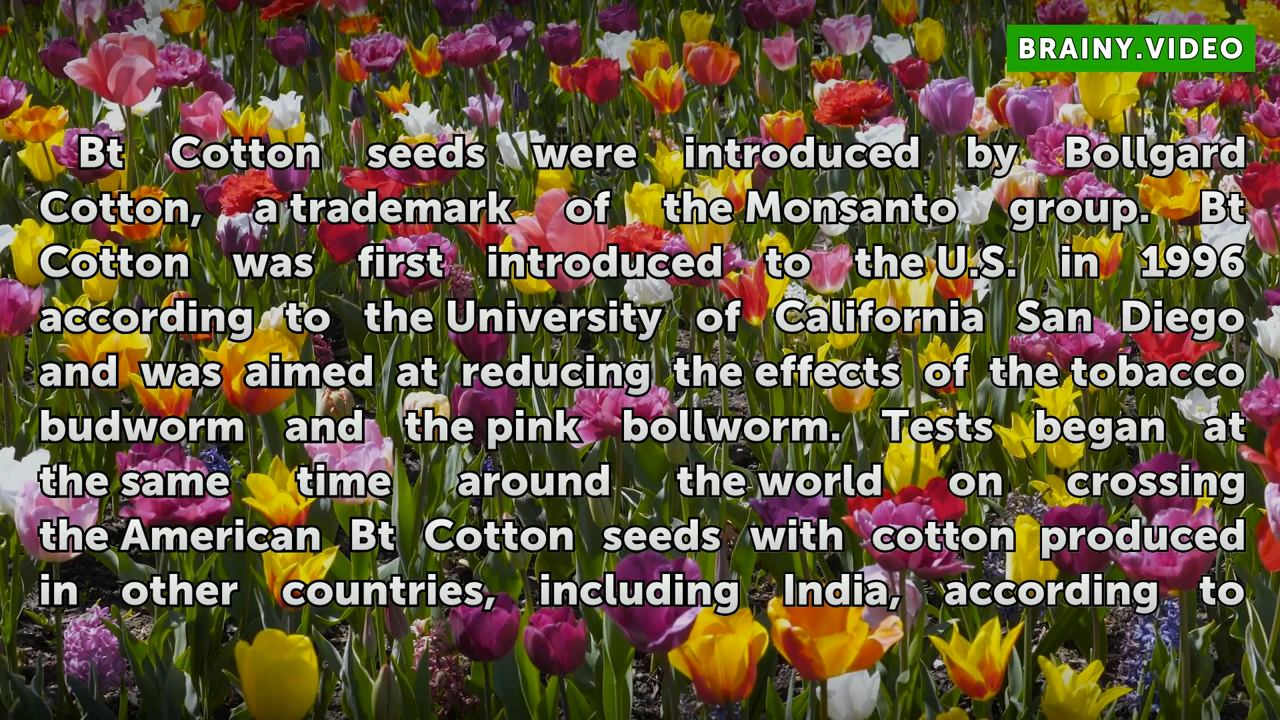 BRAINY.VIDEO
Bt Cotton seeds were introduced by Bollgard
Cotton, a trademark of the Monsanto group. Bt
Cotton was first introduced to the U.S. in 1996
according to the University of California San Diego
and was aimed at reducing the effects of the tobacco
budworm and the pink bollworm. Tests began at
the same time around the world on crossing
the American Bt Cotton seeds with cotton produced
in other countries, including India, according to